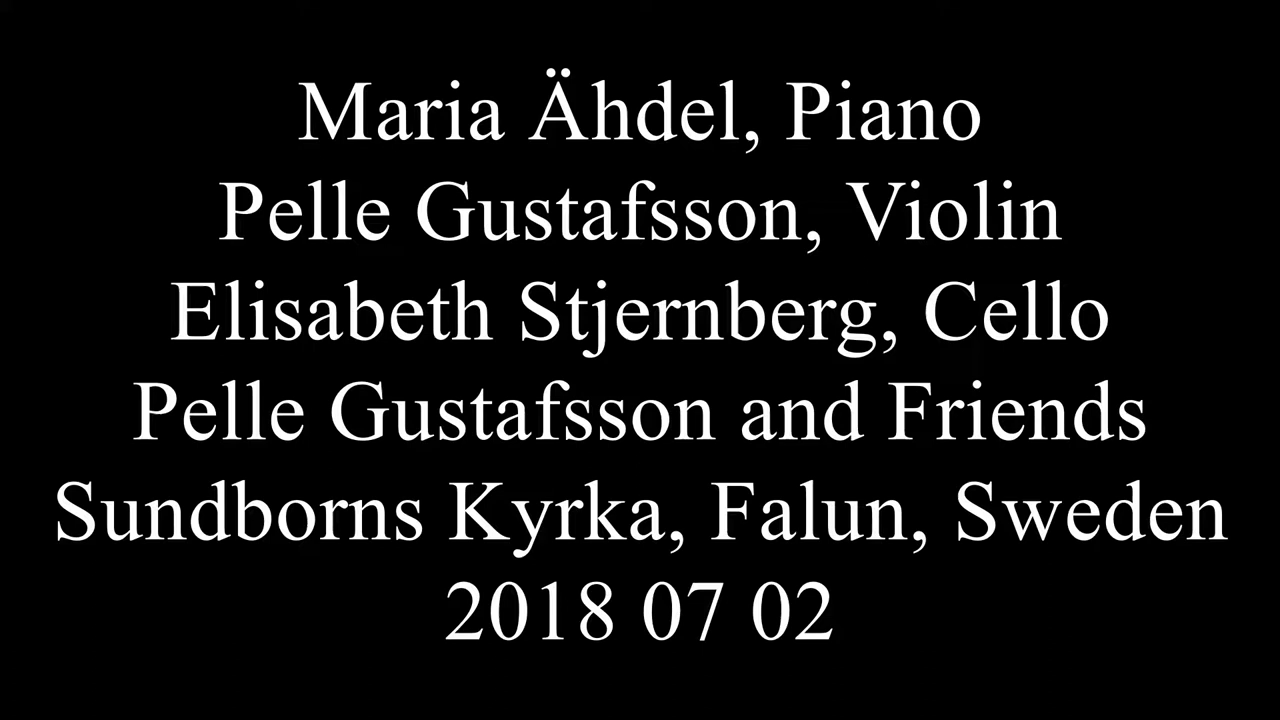 Maria Ähdel, Piano
Pelle Gustafsson, Violin
Elisabeth Stjernberg, Cello
Pelle Gustafsson and Friends
Sundborns Kyrka, Falun, Sweden
2018 07 02